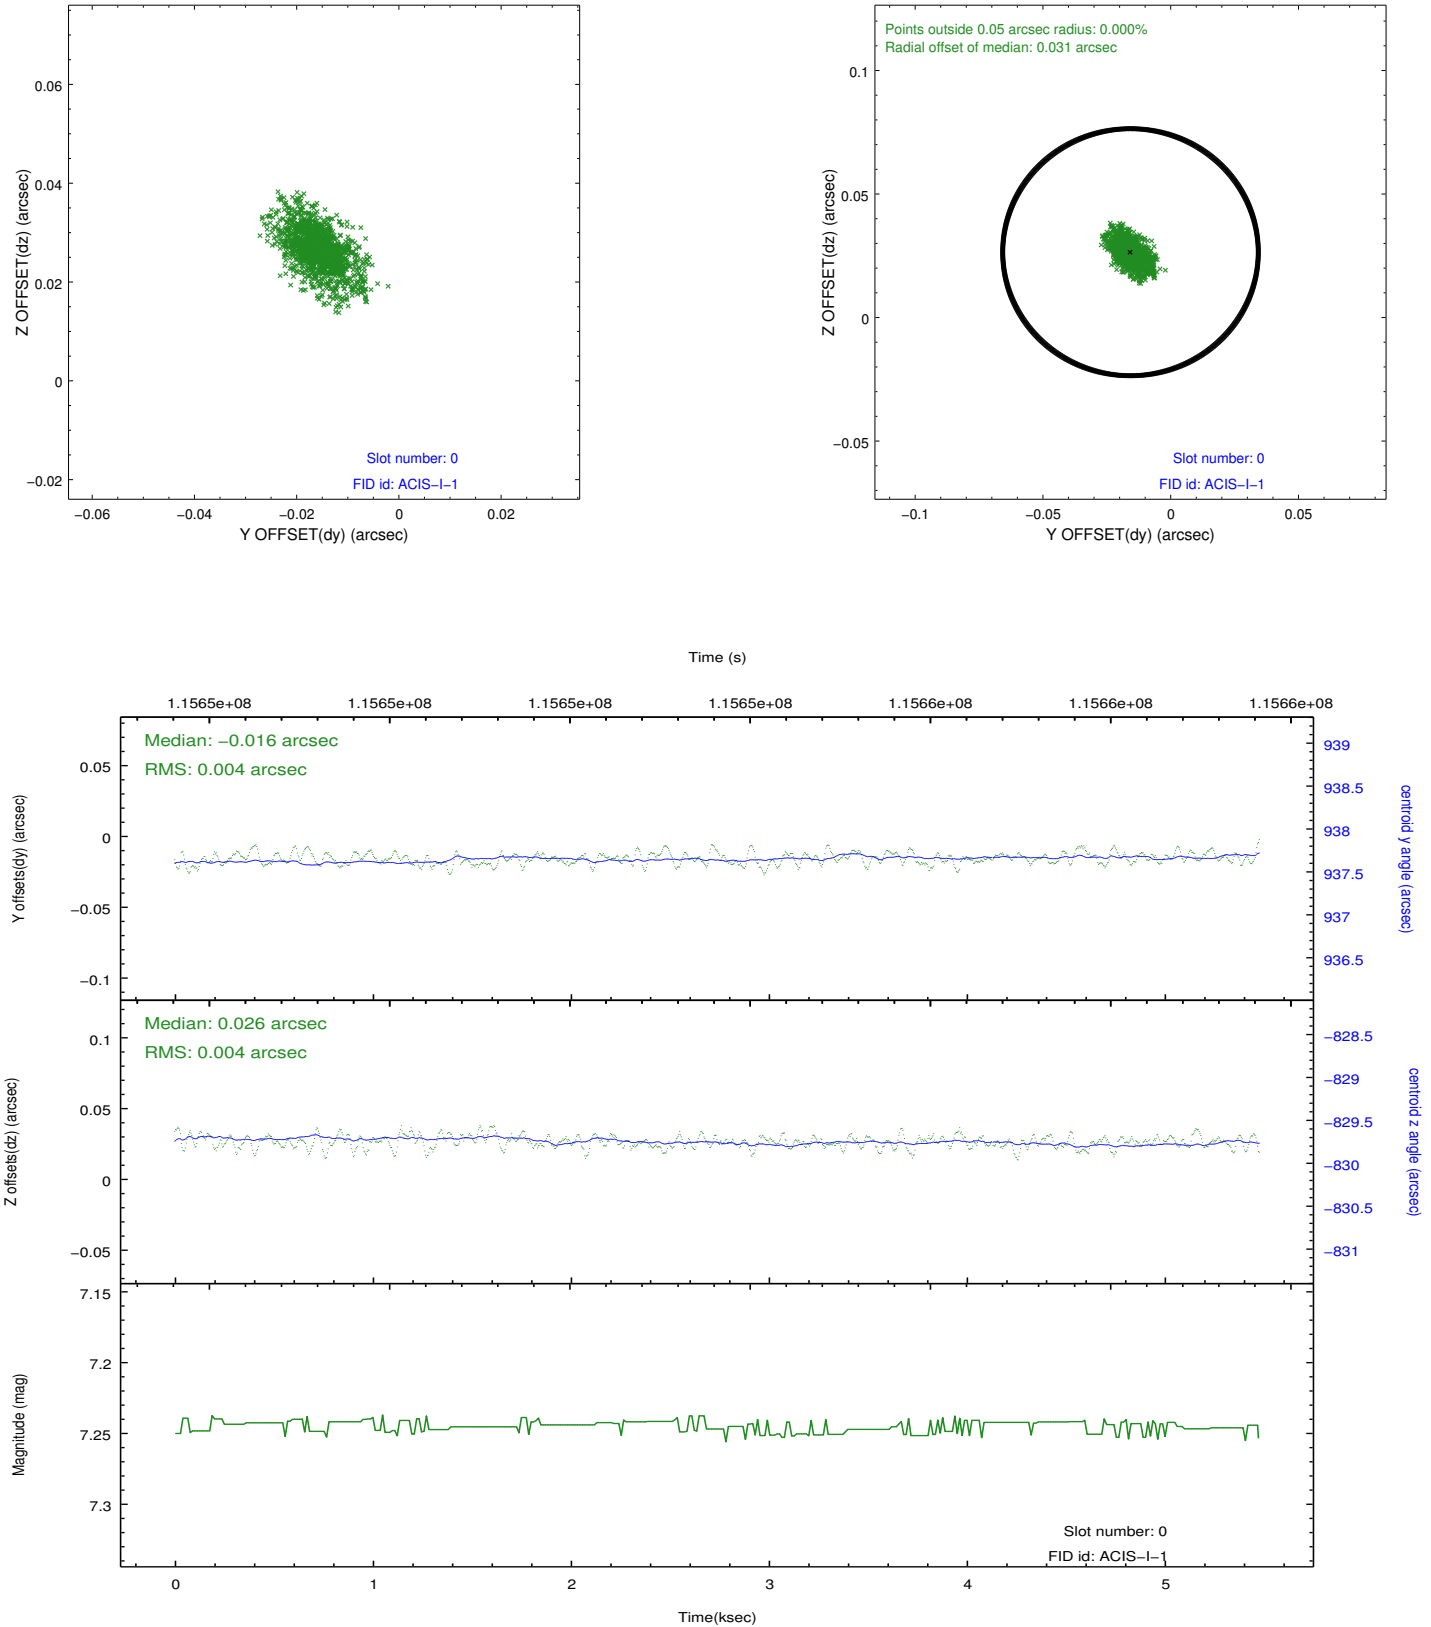 0.06
0.04
0.02
0
−0.02
Z OFFSET(dz) (arcsec)
Slot number: 0
FID id: ACIS−I−1
−0.06
−0.04
−0.02
0
0.02
Y OFFSET(dy) (arcsec)
Points outside 0.05 arcsec radius: 0.000%
Radial offset of median: 0.031 arcsec
0.1
0.05
0
−0.05
Z OFFSET(dz) (arcsec)
Slot number: 0
FID id: ACIS−I−1
−0.1
−0.05
0
0.05
Y OFFSET(dy) (arcsec)
Time (s)
1.1565e+08
1.1565e+08
1.1565e+08
1.1565e+08
1.1566e+08
1.1566e+08
1.1566e+08
Median: −0.016 arcsec
RMS: 0.004 arcsec
0.05
0
−0.05
−0.1
Y offsets(dy) (arcsec)
939
938.5
938
937.5
937
936.5
centroid y angle (arcsec)
Median: 0.026 arcsec
RMS: 0.004 arcsec
0.1
0.05
0
−0.05
Z offsets(dz) (arcsec)
−828.5
−829
−829.5
−830
−830.5
−831
centroid z angle (arcsec)
7.15
7.2
7.25
7.3
Magnitude (mag)
Slot number: 0
FID id: ACIS−I−1
0
1
2
3
4
5
Time(ksec)